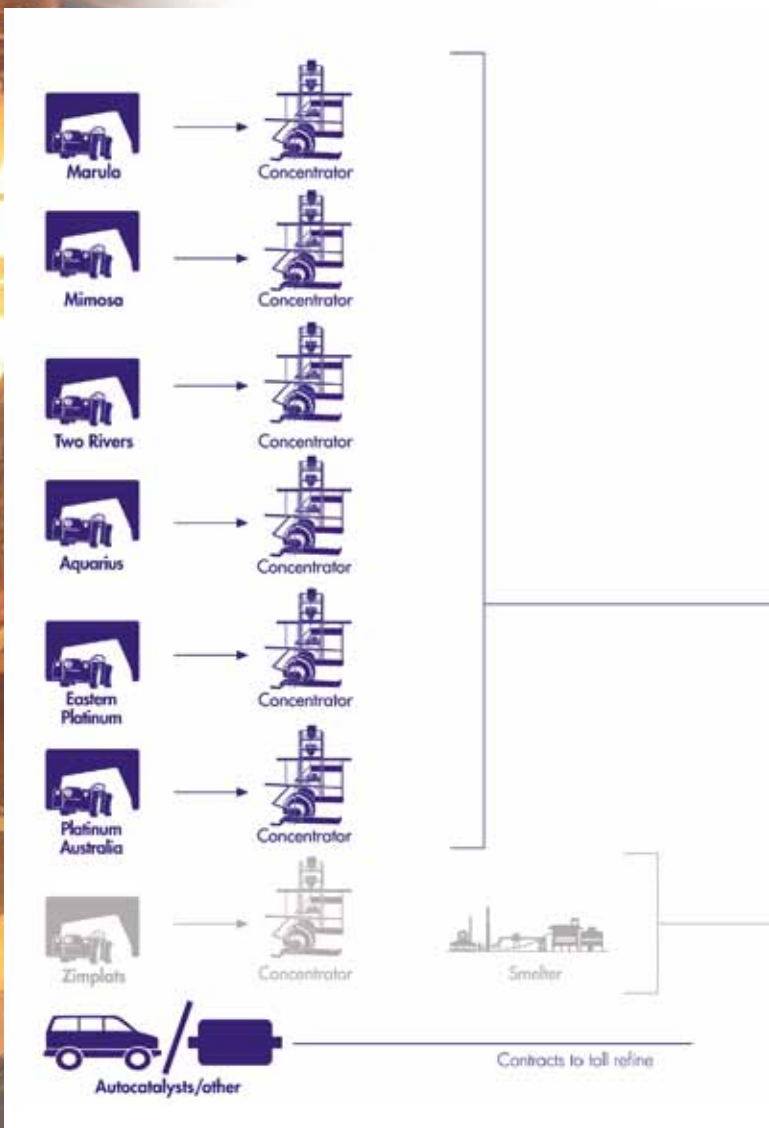 Marula
Concentrator
Mimosa
Concentrator
Two Rivers
Concentrator
Aquarius
Concentrator
Eastern
Platinum
Concentrator
Platinum
Australia
Concentrator
Zimplats
Concentrator
Smelter
Autocatalysts/other
Contracts to toll refine